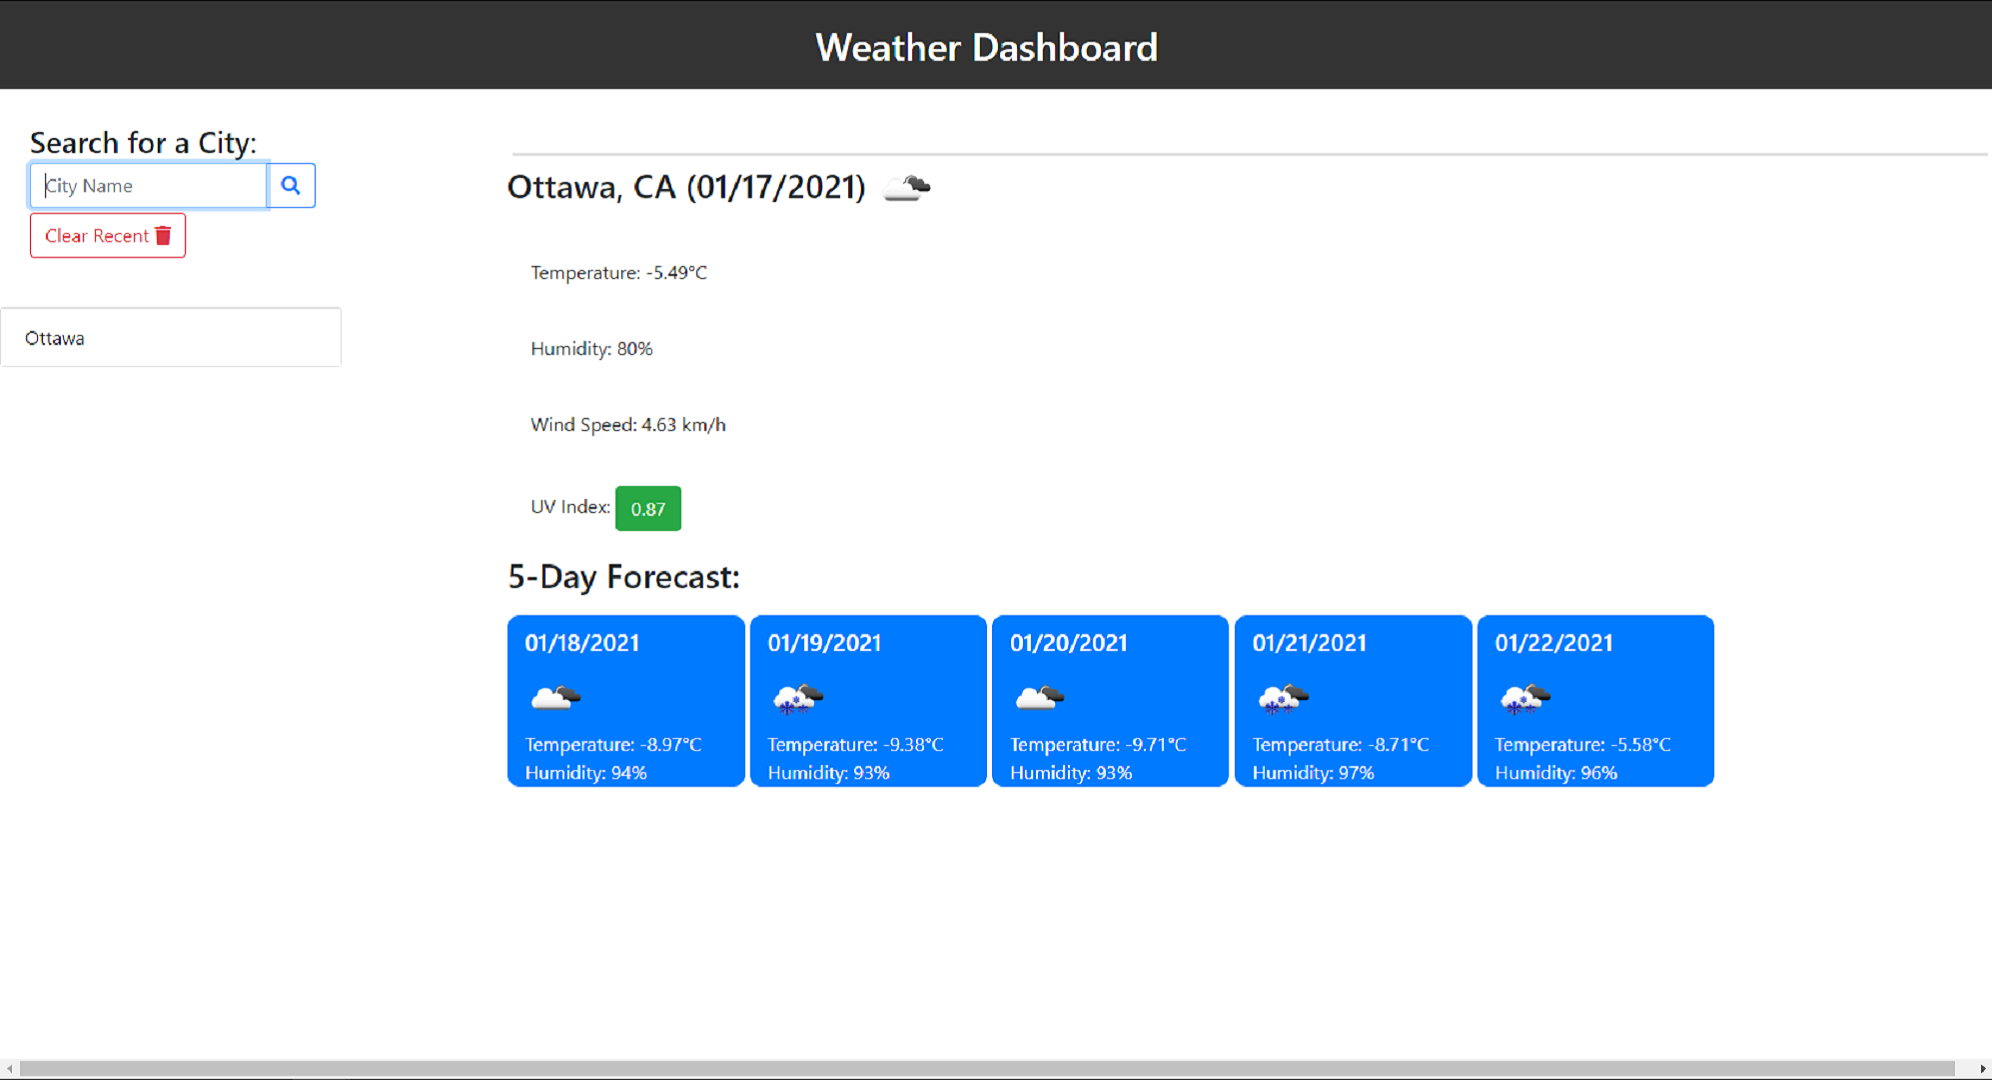 Weather Dashboard
Search for a City:
City Name
Clear Recent
Ottawa
Ottawa, CA (01/17/2021)
Temperature: -5.49°C
Humidity: 80%
Wind Speed: 4.63 km/h
UV Index: 0.87
5-Day Forecast:
01/18/2021
Temperature: -8.97°C
Humidity: 94%
01/19/2021
Temperature: -9.38°C
Humidity: 93%
01/20/2021
Temperature: -9.71°C
Humidity: 93%
01/21/2021
Temperature: -8.71°C
Humidity: 97%
01/22/2021
Temperature: -5.58°C
Humidity: 96%